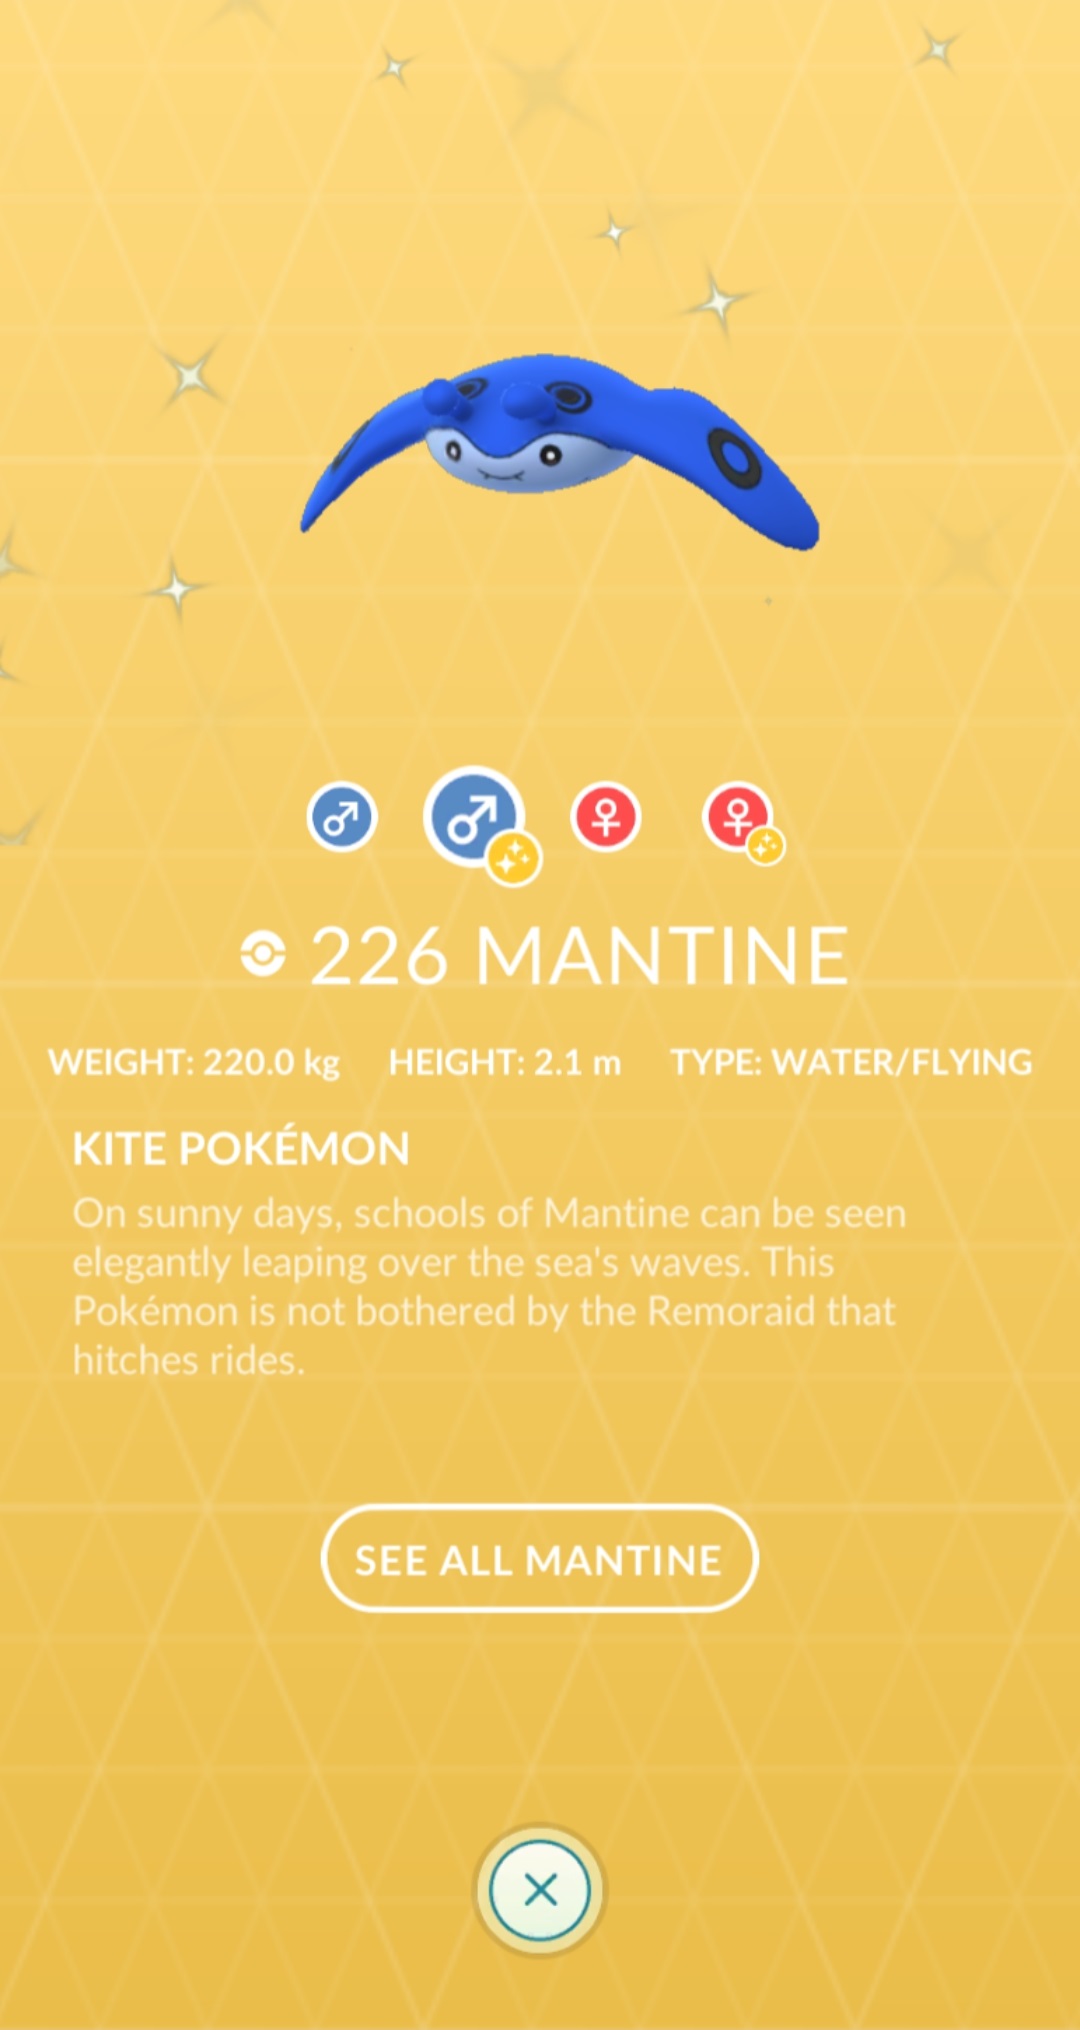 226 MANTINE
WEIGHT: 220.0 kg HEIGHT: 2.1 m TYPE: WATER/FLYING
KITE POKÉMON
On sunny days, schools of Mantine can be seen
elegantly leaping over the sea's waves. This
Pokémon is not bothered by the Remoraid that
hitches rides.
SEE ALL MANTINE